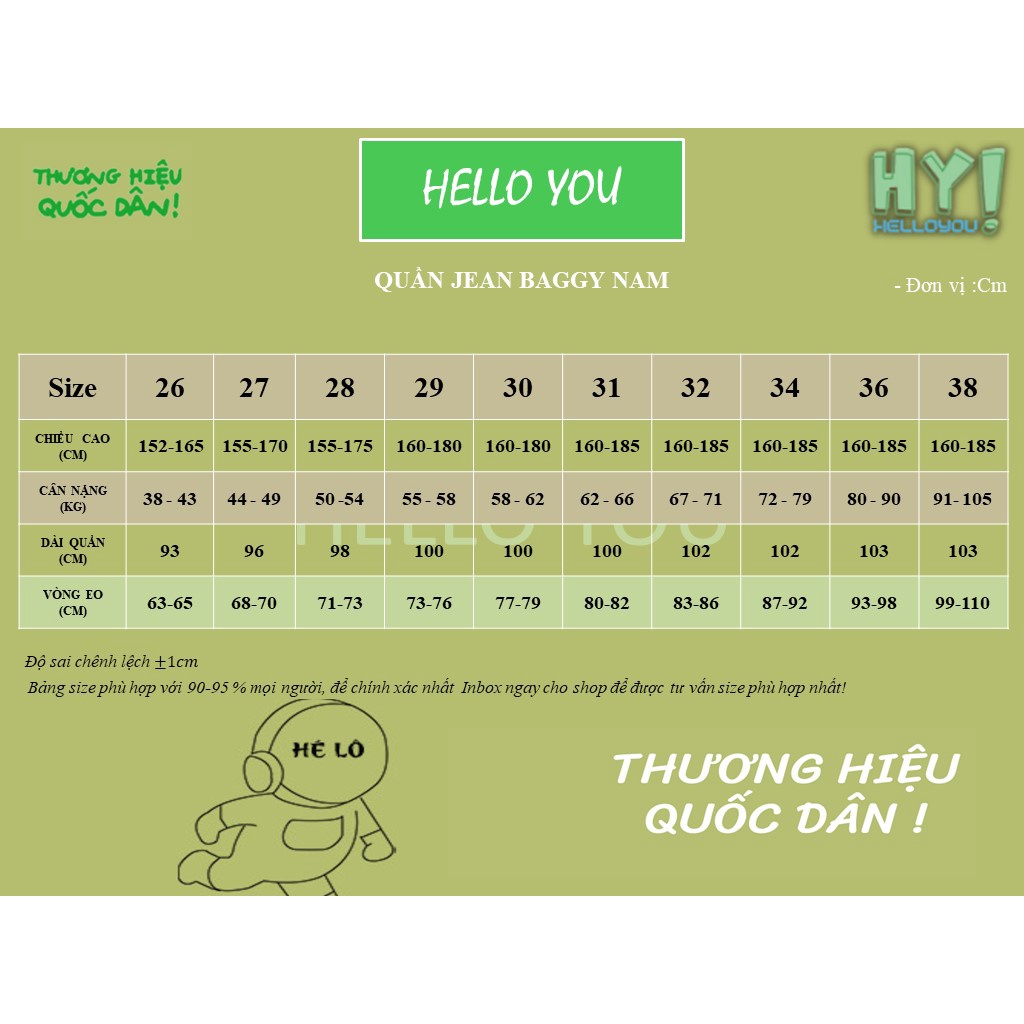 THƯƠNG HIỆU
QUỐC DÂN!
HELLO YOU
HY!
HELLOYOU
QUẦN JEAN BAGGY NAM
- Đơn vị :Cm
Size 26 27 28 29 30 31 32 34 36 38
CHIỀU CAO (CM) 152-165 155-170 155-175 160-180 160-180 160-185 160-185 160-185 160-185 160-185
CÂN NẶNG (KG) 38 - 43 44 - 49 50 -54 55 - 58 58 - 62 62 - 66 67 - 71 72 - 79 80 - 90 91- 105
HELLO YOU
DÀI QUẦN (CM) 93 96 98 100 100 100 102 102 103 103
VÒNG EO (CM) 63-65 68-70 71-73 73-76 77-79 80-82 83-86 87-92 93-98 99-110
Độ sai chênh lệch ±1cm
Bảng size phù hợp với 90-95 % mọi người, để chính xác nhất Inbox ngay cho shop để được tư vấn size phù hợp nhất!
HÉ LÔ
THƯƠNG HIỆU
QUỐC DÂN !